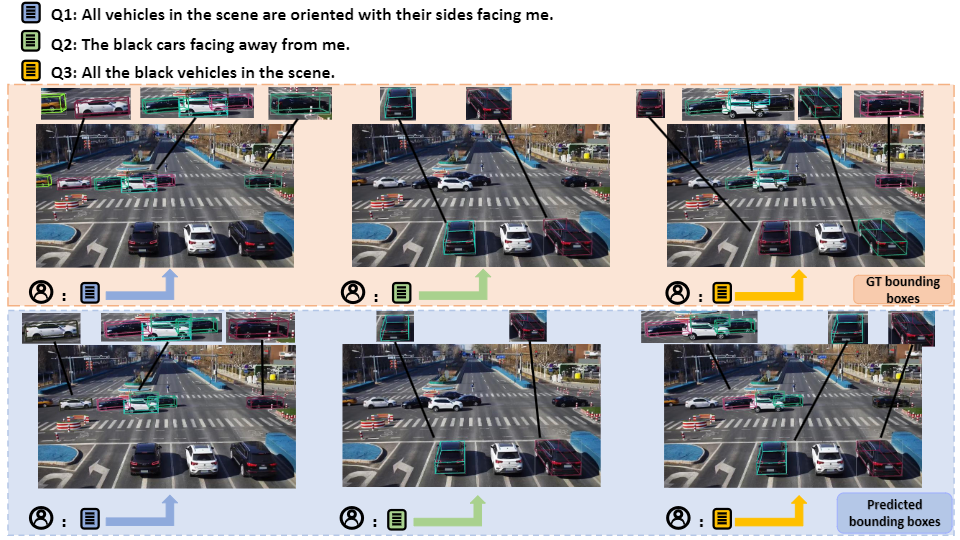 Q1: All vehicles in the scene are oriented with their sides facing me.
Q2: The black cars facing away from me.
Q3: All the black vehicles in the scene.
:
:
:
GT bounding
boxes
:
:
:
Predicted
bounding boxes